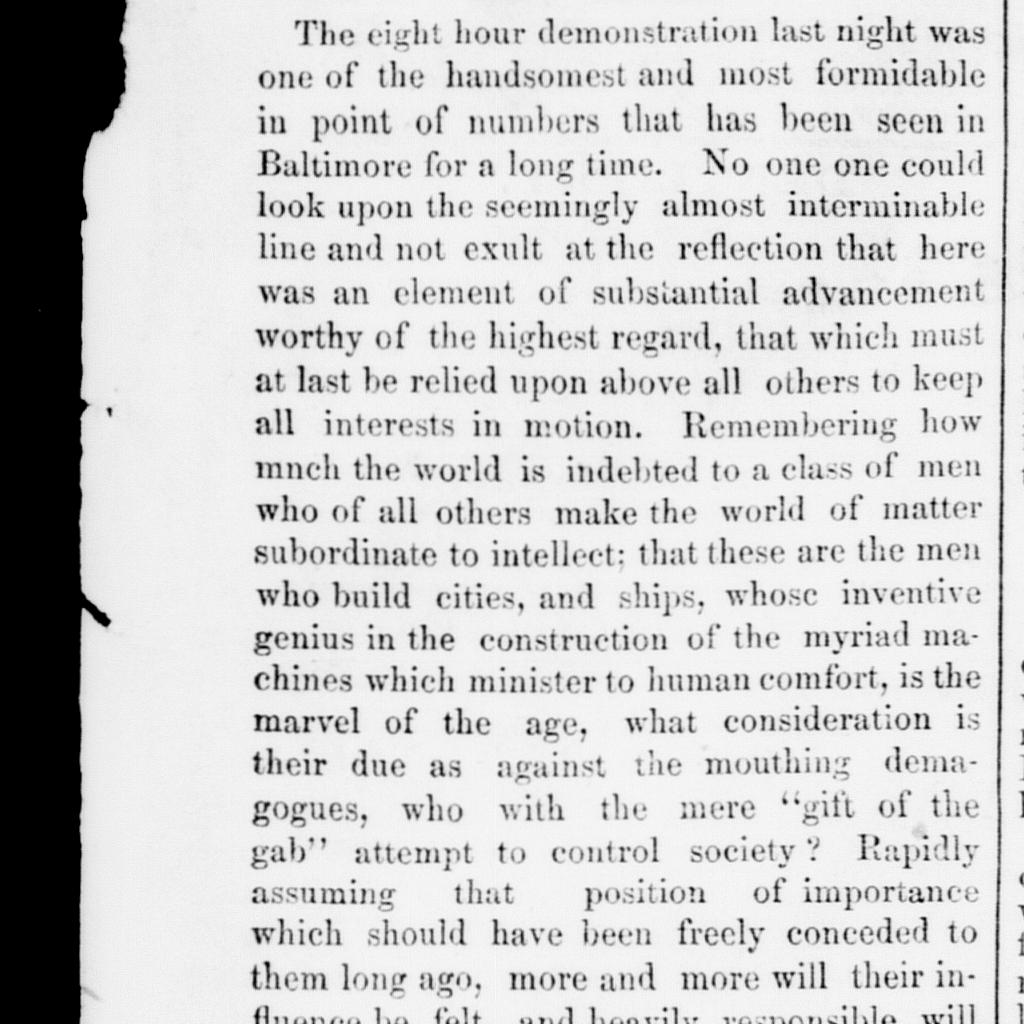 The eight hour demonstration last night was
one of the handsomest and most formidable
in point of numbers that has been seen in
Baltimore for a long time. No one one could
look upon the seemingly almost interminable
line and not exult at the reflection that here
was an element of substantial advancement
worthy of the highest regard, that which must
at last be relied upon above all others to keep
all interests in motion. Remembering how
mnch the world is indebted to a class of men
who of all others make the world of matter
subordinate to intellect; that these are the men
who build cities, and ships, whose inventive
genius in the construction of the myriad ma-
chines which minister to human comfort, is the
marvel of the age, what consideration is
their due as against the mouthing dema-
gogues, who with the mere “gift of the
gab” attempt to control society? Rapidly
assuming that position of importance
which should have been freely conceded to
them long ago, more and more will their in-
fluence be felt and heavily responsible will